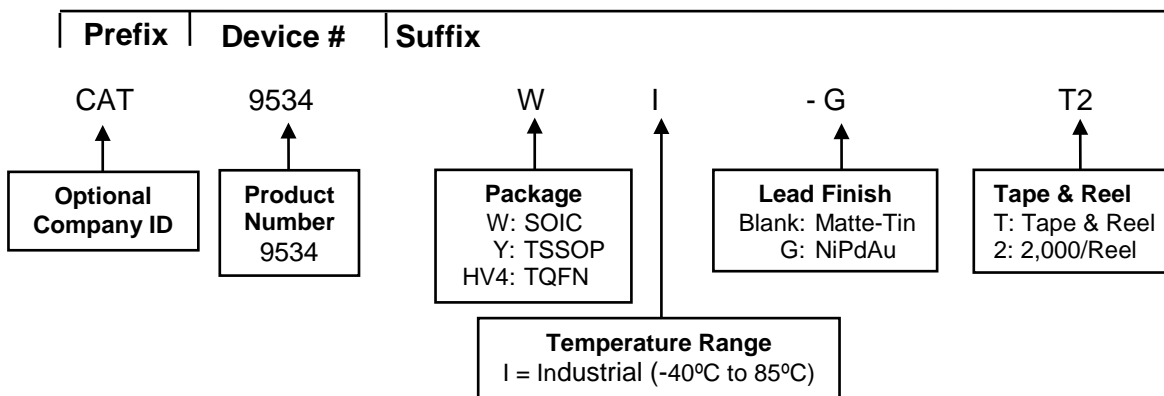 Prefix Device # Suffix
CAT 9534 W I - G T2
Optional
Company ID
Product
Number
9534
Package
W: SOIC
Y: TSSOP
HV4: TQFN
Lead Finish
Blank: Matte-Tin
G: NiPdAu
Tape & Reel
T: Tape & Reel
2: 2,000/Reel
Temperature Range
I = Industrial (-40ºC to 85ºC)